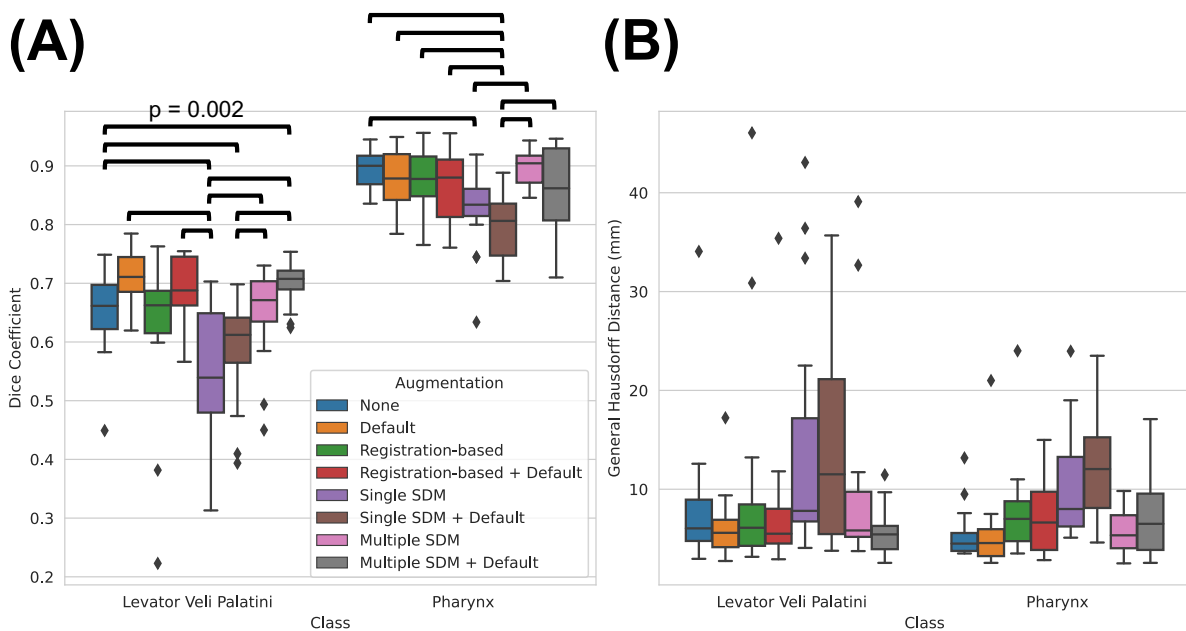 (A)
(B)
p = 0.002
Dice Coefficient
0.9
0.8
0.7
0.6
0.5
0.4
0.3
0.2
Augmentation
None
Default
Registration-based
Registration-based + Default
Single SDM
Single SDM + Default
Multiple SDM
Multiple SDM + Default
Levator Veli Palatini
Pharynx
Class
General Hausdorff Distance (mm)
40
30
20
10
Levator Veli Palatini
Pharynx
Class